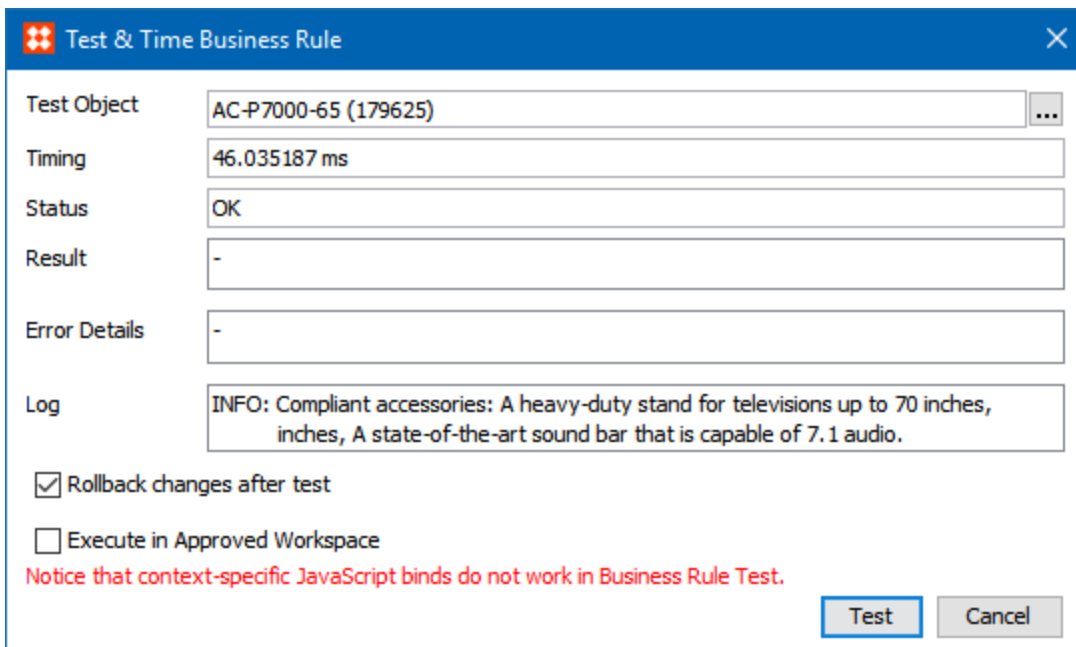 Test & Time Business Rule
Test Object
AC-P7000-65 (179625)
...
Timing
46.035187 ms
Status
OK
Result
-
Error Details
-
Log
INFO: Compliant accessories: A heavy-duty stand for televisions up to 70 inches,
inches, A state-of-the-art sound bar that is capable of 7.1 audio.
Rollback changes after test
Execute in Approved Workspace
Notice that context-specific JavaScript binds do not work in Business Rule Test.
Test
Cancel